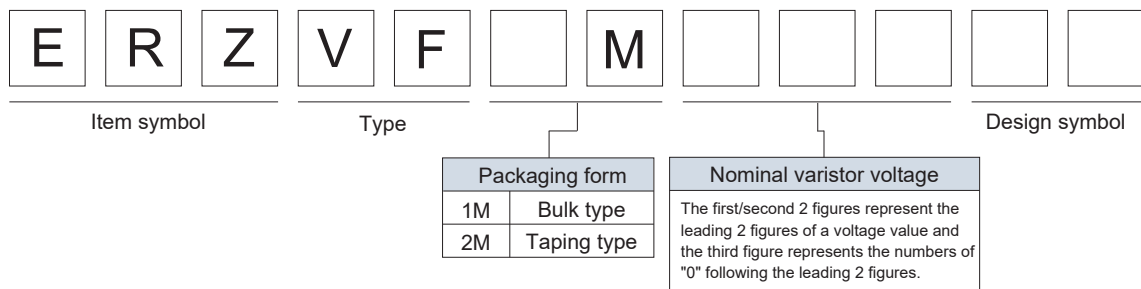 E R Z V F M
Item symbol
Type
Design symbol
Packaging form
1M Bulk type
2M Taping type
Nominal varistor voltage
The first/second 2 figures represent the
leading 2 figures of a voltage value and
the third figure represents the numbers of
"0" following the leading 2 figures.